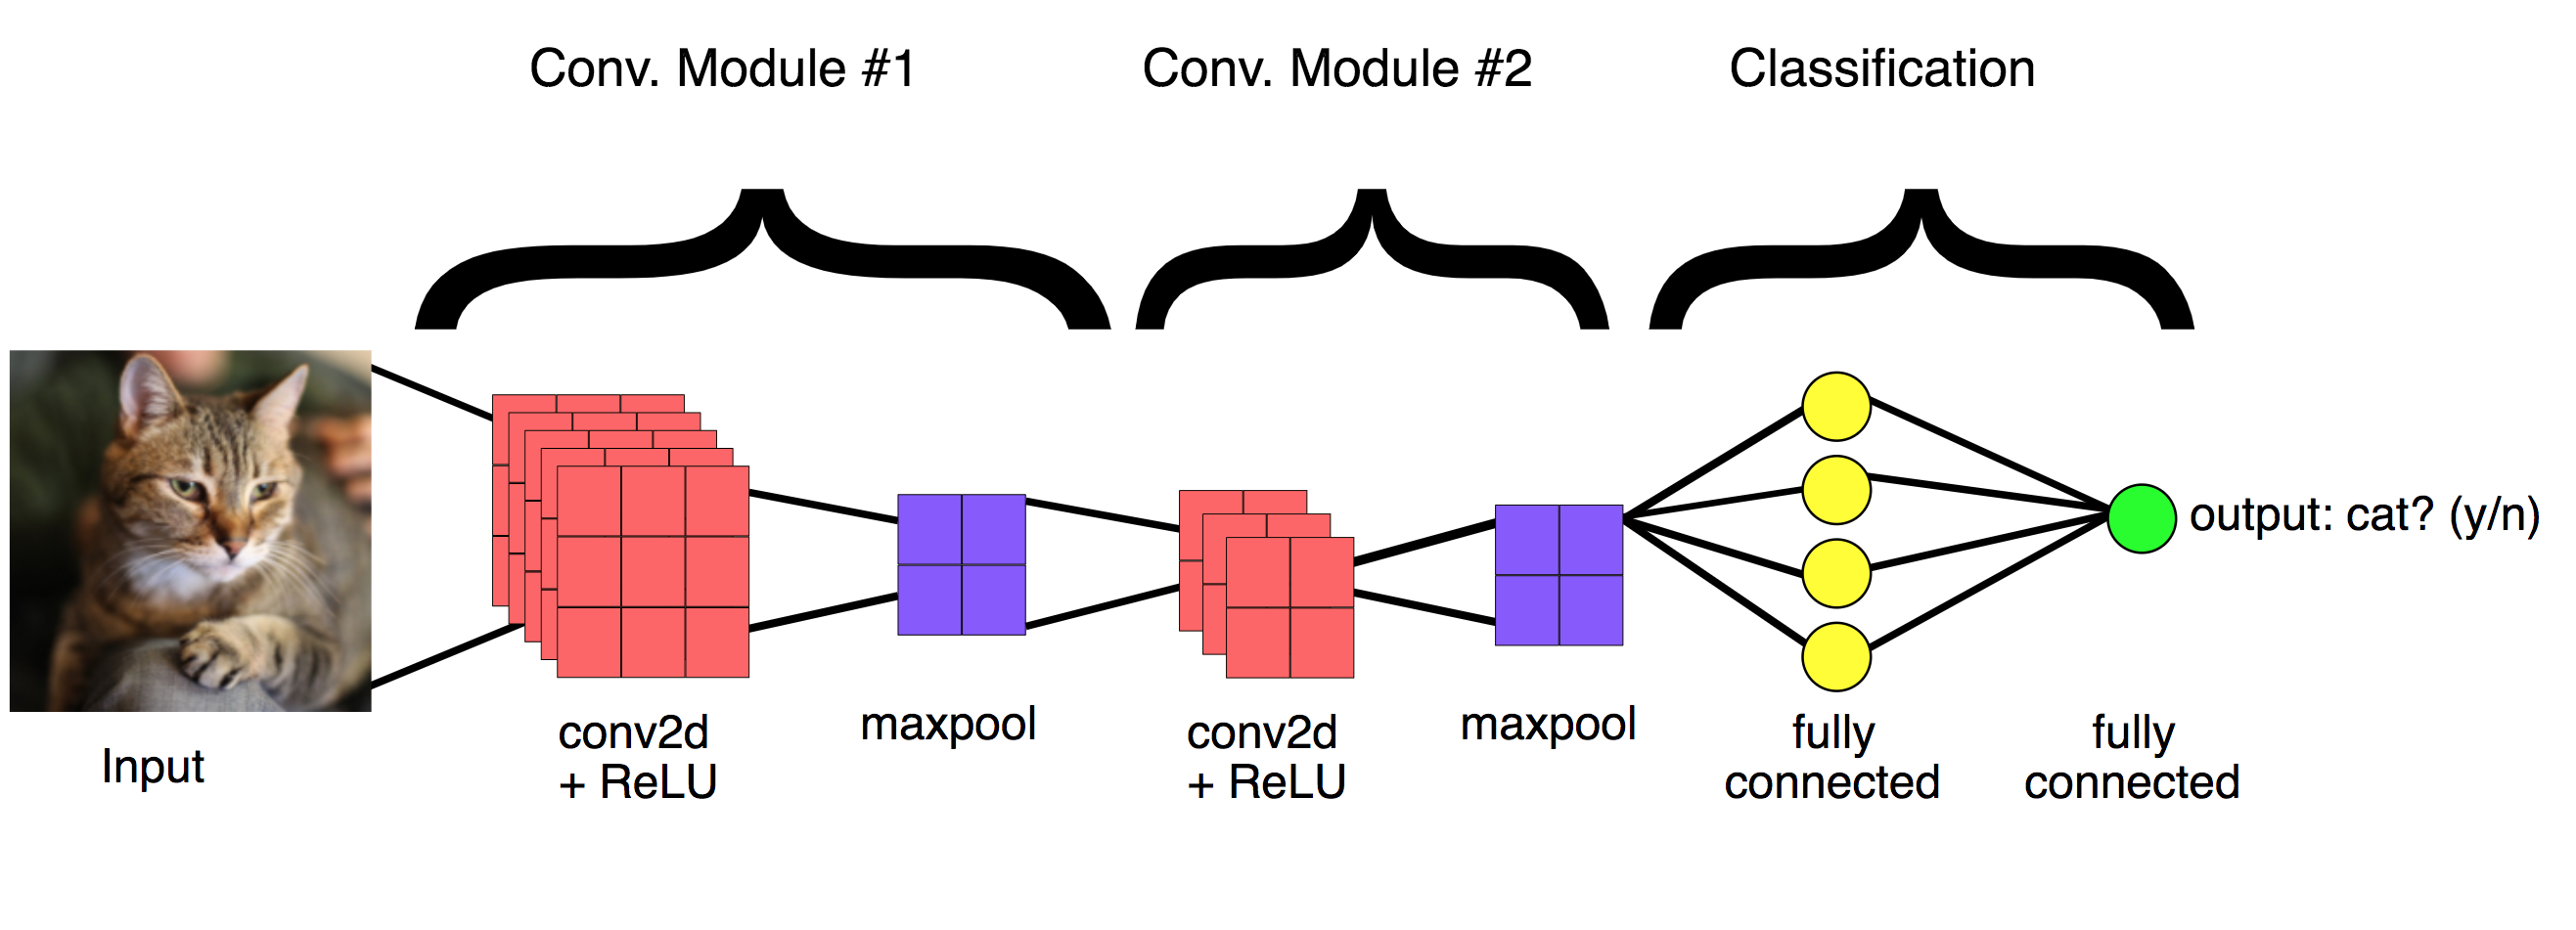 Conv. Module #1
Conv. Module #2
Classification
output: cat? (y/n)
Input
conv2d
+ ReLU
maxpool
conv2d
+ ReLU
maxpool
fully
connected
fully
connected